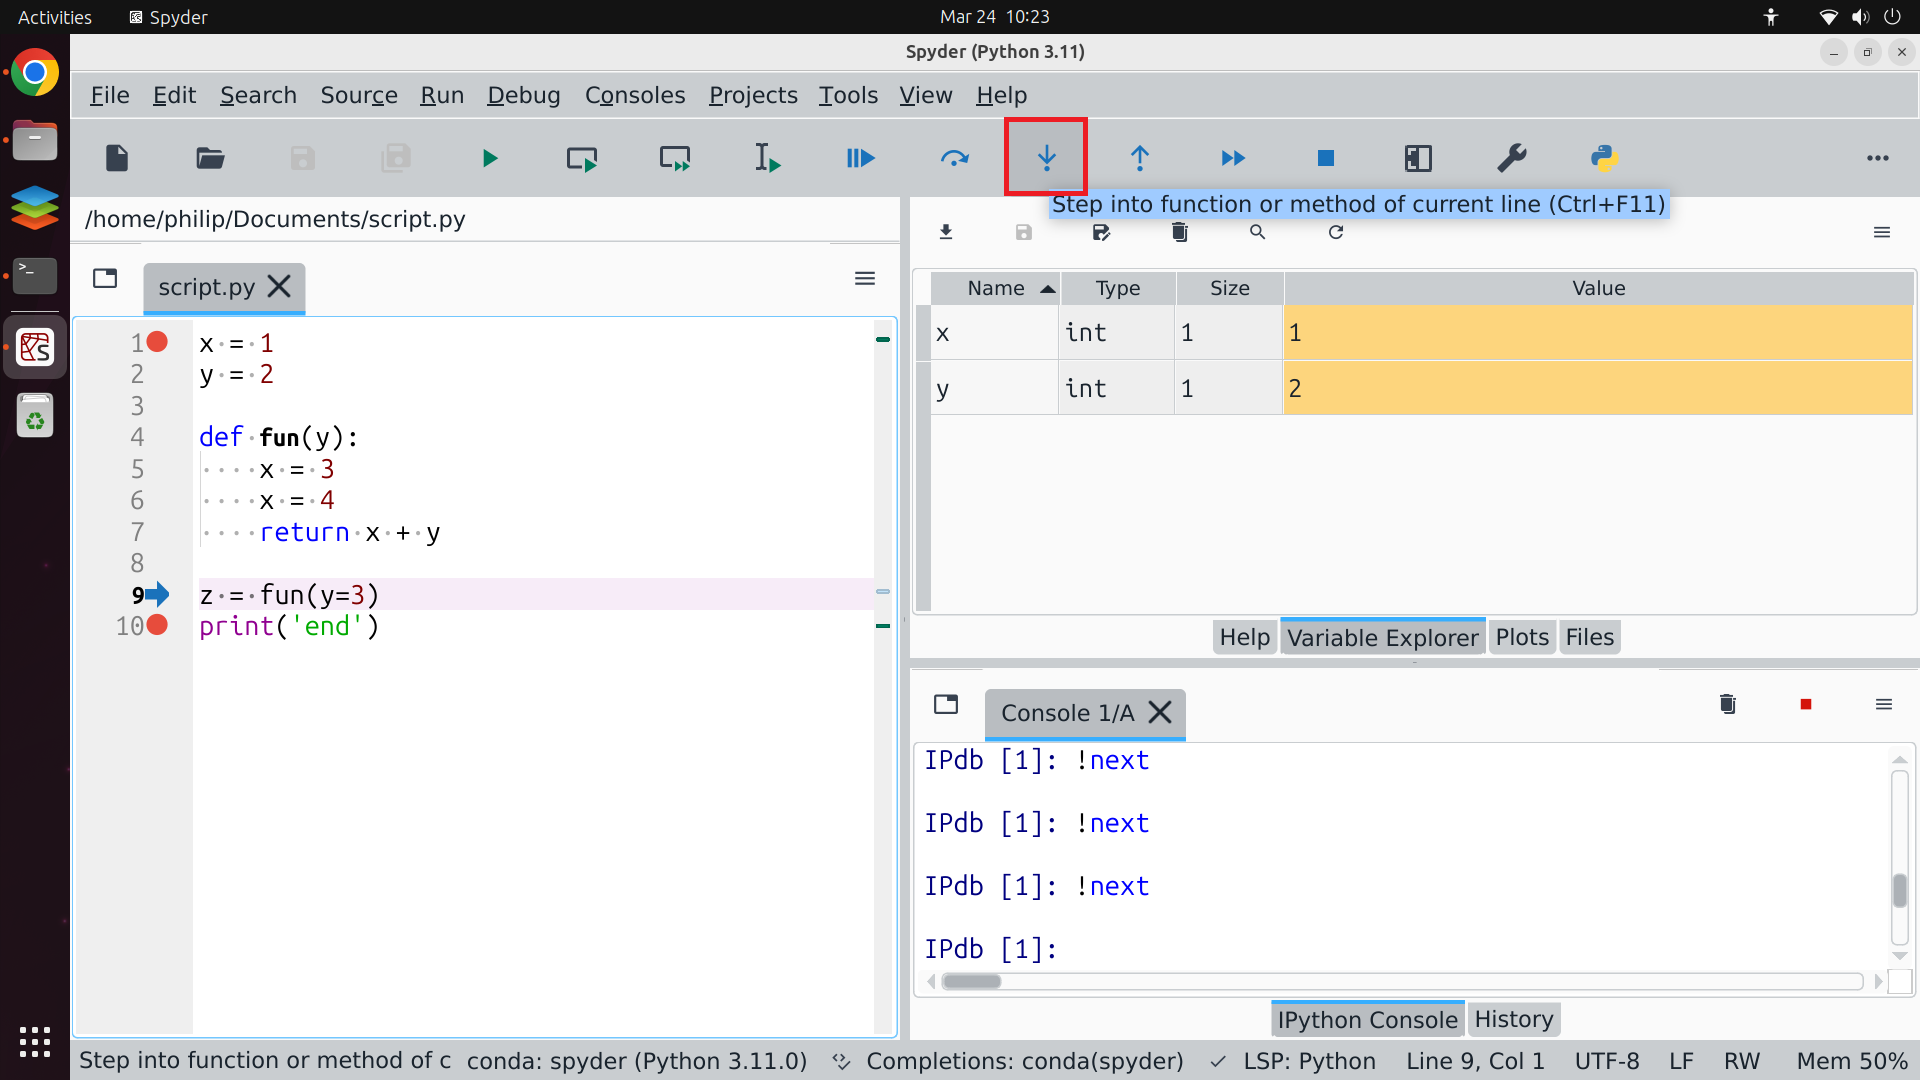 Activities Spyder Mar 24 10:23
Spyder (Python 3.11)
File Edit Search Source Run Debug Consoles Projects Tools View Help
Step into function or method of current line (Ctrl+F11)
/home/philip/Documents/script.py
script.py
1 x = 1
2 y = 2
3
4 def fun(y):
5 x = 3
6 x = 4
7 return x + y
8
9 z = fun(y=3)
10 print('end')
Name Type Size Value
x int 1 1
y int 1 2
Help Variable Explorer Plots Files
Console 1/A
IPdb [1]: !next
IPdb [1]: !next
IPdb [1]: !next
IPdb [1]:
IPython Console History
Step into function or method of c conda: spyder (Python 3.11.0) Completions: conda(spyder) LSP: Python Line 9, Col 1 UTF-8 LF RW Mem 50%